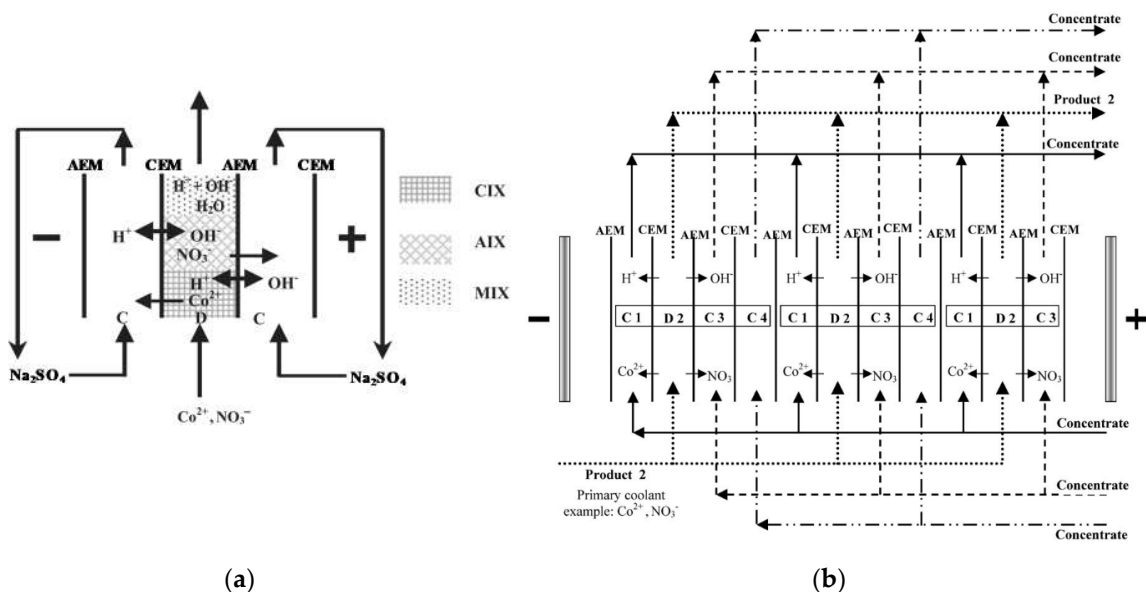 AEM CEM AEM CEM
H⁺ + OH⁻
H₂O
H⁺ OH⁻
NO₃⁻
H⁺ OH⁻
Co²⁺
C D C
− +
Na₂SO₄ Na₂SO₄
Co²⁺, NO₃⁻
CIX
AIX
MIX
(a)
Concentrate
Concentrate
Product 2
Concentrate
AEM CEM AEM CEM AEM CEM AEM CEM AEM CEM AEM CEM
H⁺ OH⁻ H⁺ OH⁻ H⁺ OH⁻
− C 1 D 2 C 3 C 4 C 1 D 2 C 3 C 4 C 1 D 2 C 3 +
Co²⁺ NO₃ Co²⁺ NO₃ Co²⁺ NO₃
Concentrate
Product 2
Primary coolant
example: Co²⁺, NO₃⁻
Concentrate
Concentrate
(b)